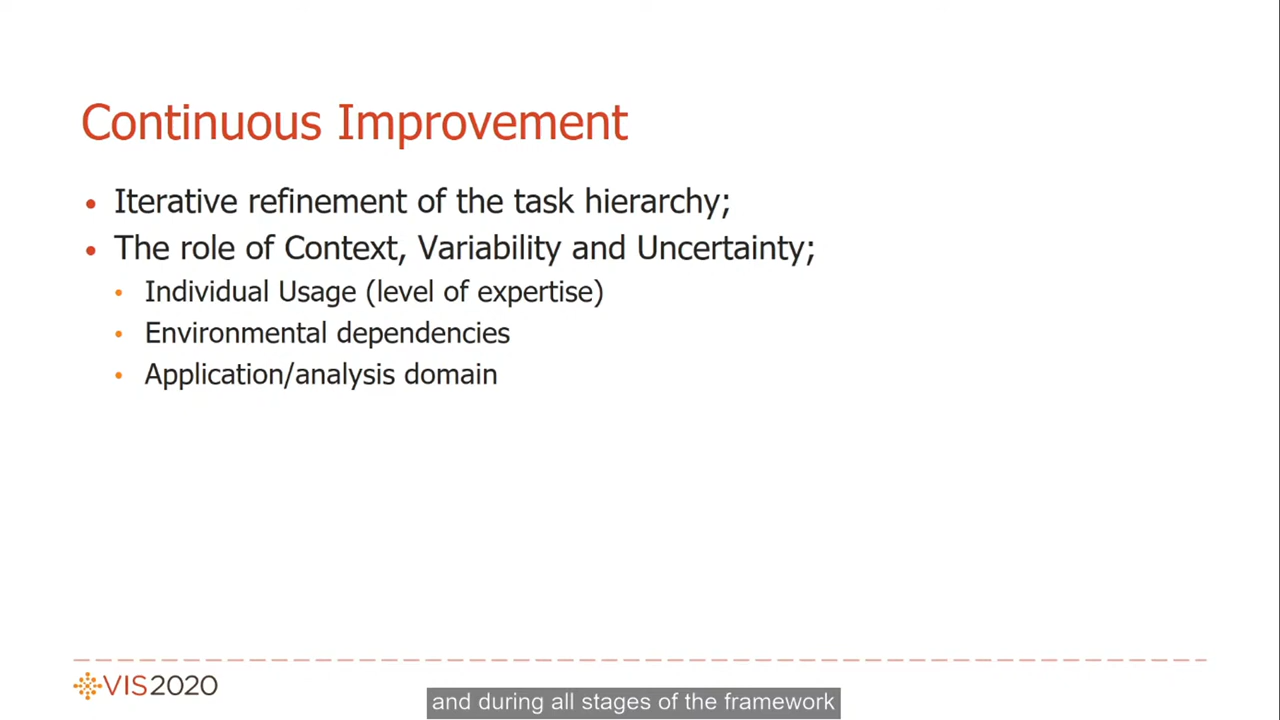 Continuous Improvement
• Iterative refinement of the task hierarchy;
• The role of Context, Variability and Uncertainty;
• Individual Usage (level of expertise)
• Environmental dependencies
• Application/analysis domain
VIS2020
and during all stages of the framework